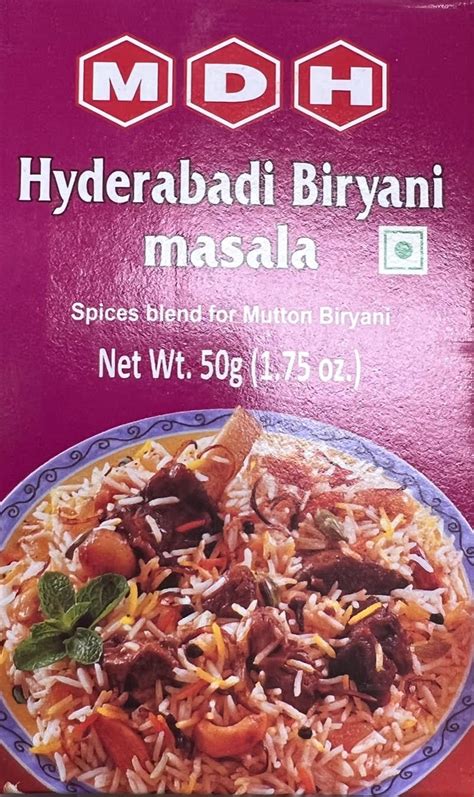 MDH
Hyderabadi Biryani
masala
Spices blend for Mutton Biryani
Net Wt. 50g (1.75 oz.)